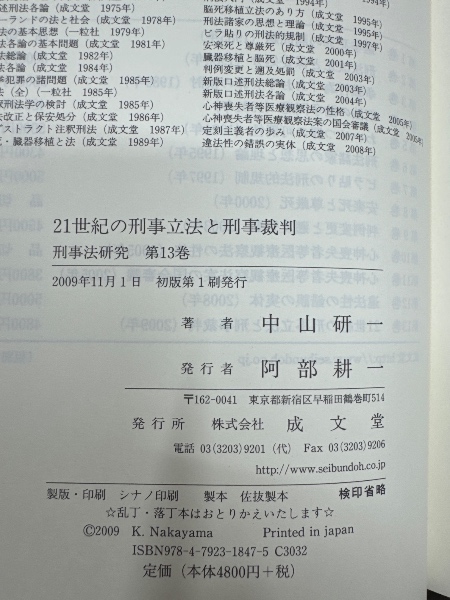 述刑法各論（成文堂 1975年）
ーランドの法と社会（成文堂 1978年）
法の基本思想（一粒社 1979年）
法各論の基本問題（成文堂 1981年）
法総論（成文堂 1982年）
法各論（成文堂 1984年）
学犯罪の諸問題（成文堂 1985年）
法（全）（一粒社 1985年）
釈刑法学の検討（成文堂 1985年）
法改正と保安処分（成文堂 1986年）
ブストラクト注釈刑法（成文堂 1987年）
死・臓器移植と法（成文堂 1989年）
脳死移植立法のあり方（成文堂 1995年）
刑法諸家の思想と理論（成文堂 1995年）
ビラ貼りの刑法的規制（成文堂 1997年）
安楽死と尊厳死（成文堂 2000年）
臓器移植と脳死（成文堂 2001年）
判例変更と遡及処罰（成文堂 2003年）
新版口述刑法総論（成文堂 2003年）
新版口述刑法各論（成文堂 2004年）
心神喪失者等医療観察法の性格（成文堂 2005年）
心神喪失者等医療観察法案の国会審議（成文堂 2005年）
定刻主義者の歩み（成文堂 2007年）
違法性の錯誤の実体（成文堂 2008年）
21世紀の刑事立法と刑事裁判
刑事法研究 第13巻
2009年11月1日 初版第1刷発行
著者 中山研一
発行者 阿部耕一
〒162-0041 東京都新宿区早稲田鶴巻町514
発行所 株式会社 成文堂
電話 03(3203)9201（代） Fax 03(3203)9206
http://www.seibundoh.co.jp
製版・印刷 シナノ印刷 製本 佐抜製本 検印省略
☆乱丁・落丁本はおとりかえいたします☆
©2009 K. Nakayama Printed in japan
ISBN978-4-7923-1847-5 C3032
定価（本体4800円＋税）